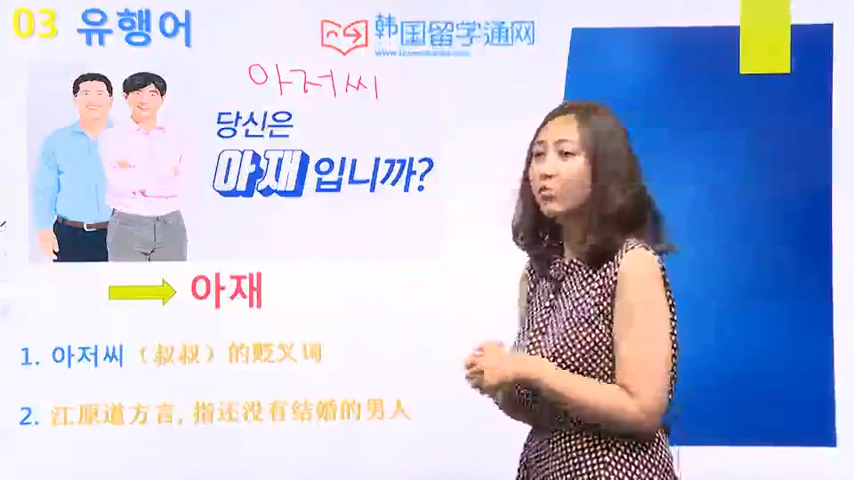 03 유행어
韩国留学通网
아저씨
당신은
아재 입니까?
아재
1. 아저씨（叔叔）的贬义词
2. 江原道方言, 指还没有结婚的男人